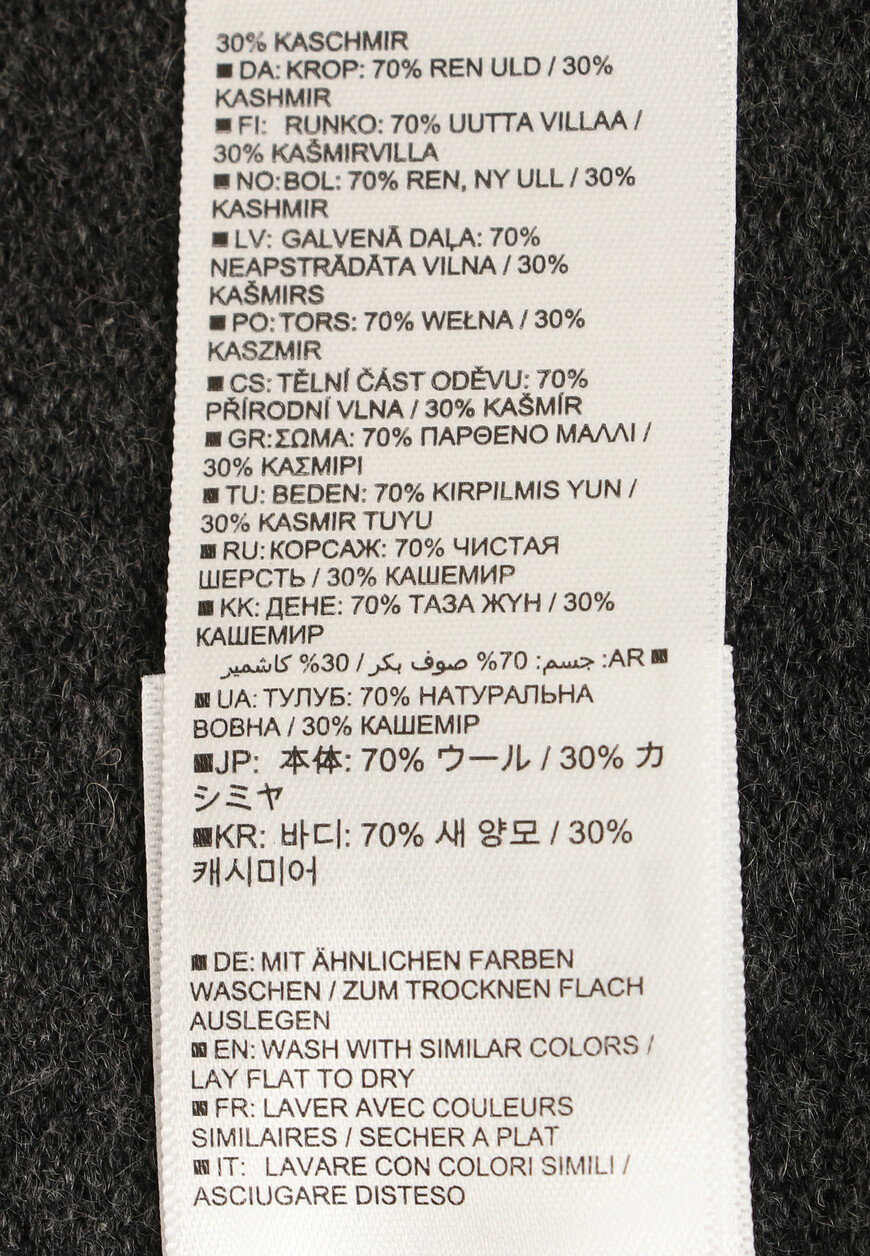 30% KASCHMIR
■ DA: KROP: 70% REN ULD / 30%
KASHMIR
■ FI: RUNKO: 70% UUTTA VILLAA /
30% KAŠMIRVILLA
■ NO:BOL: 70% REN, NY ULL / 30%
KASHMIR
■ LV: GALVENĀ DAĻA: 70%
NEAPSTRĀDĀTA VILNA / 30%
KAŠMIRS
■ PO: TORS: 70% WEŁNA / 30%
KASZMIR
■ CS: TĚLNÍ ČÁST ODĚVU: 70%
PŘÍRODNÍ VLNA / 30% KAŠMÍR
■ GR:ΣΩΜΑ: 70% ΠΑΡΘΕΝΟ ΜΑΛΛΙ /
30% ΚΑΣΜΙΡΙ
■ TU: BEDEN: 70% KIRPILMIS YUN /
30% KASMIR TUYU
■ RU: КОРСАЖ: 70% ЧИСТАЯ
ШЕРСТЬ / 30% КАШЕМИР
■ KK: ДЕНЕ: 70% ТАЗА ЖҮН / 30%
КАШЕМИР
■ AR: جسم: 70% صوف بكر / 30% كاشمير
■ UA: ТУЛУБ: 70% НАТУРАЛЬНА
ВОВНА / 30% КАШЕМІР
■JP: 本体: 70% ウール / 30% カ
シミヤ
■KR: 바디: 70% 새 양모 / 30%
캐시미어
■ DE: MIT ÄHNLICHEN FARBEN
WASCHEN / ZUM TROCKNEN FLACH
AUSLEGEN
■ EN: WASH WITH SIMILAR COLORS /
LAY FLAT TO DRY
■ FR: LAVER AVEC COULEURS
SIMILAIRES / SECHER A PLAT
■ IT: LAVARE CON COLORI SIMILI /
ASCIUGARE DISTESO